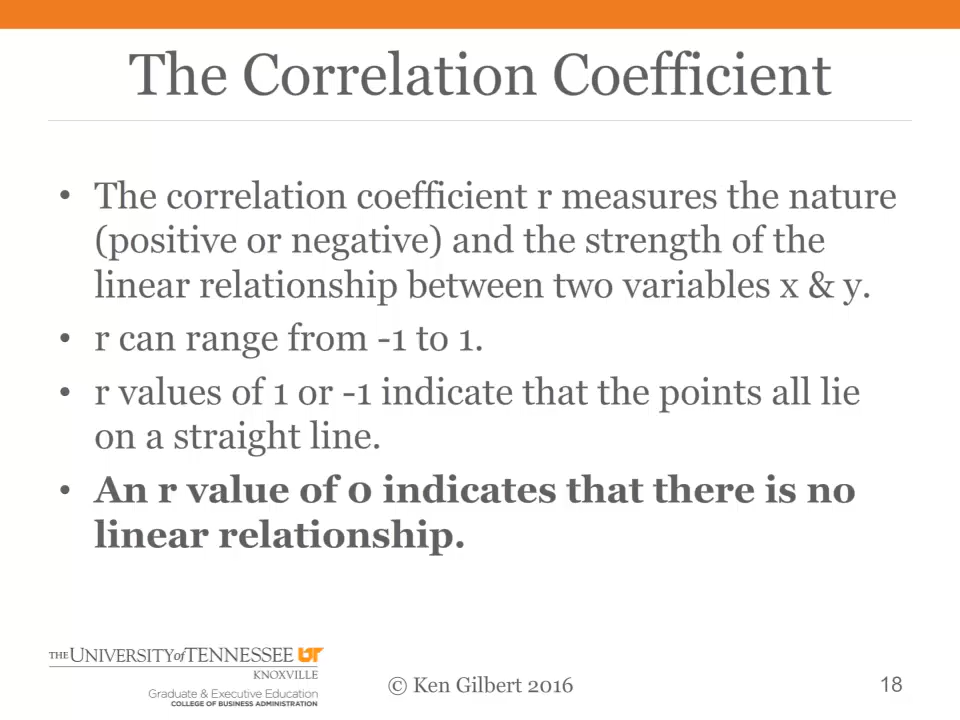 The Correlation Coefficient
• The correlation coefficient r measures the nature
(positive or negative) and the strength of the
linear relationship between two variables x & y.
• r can range from -1 to 1.
• r values of 1 or -1 indicate that the points all lie
on a straight line.
• An r value of 0 indicates that there is no
linear relationship.
THE UNIVERSITY of TENNESSEE UT
KNOXVILLE
Graduate & Executive Education
COLLEGE OF BUSINESS ADMINISTRATION
© Ken Gilbert 2016
18